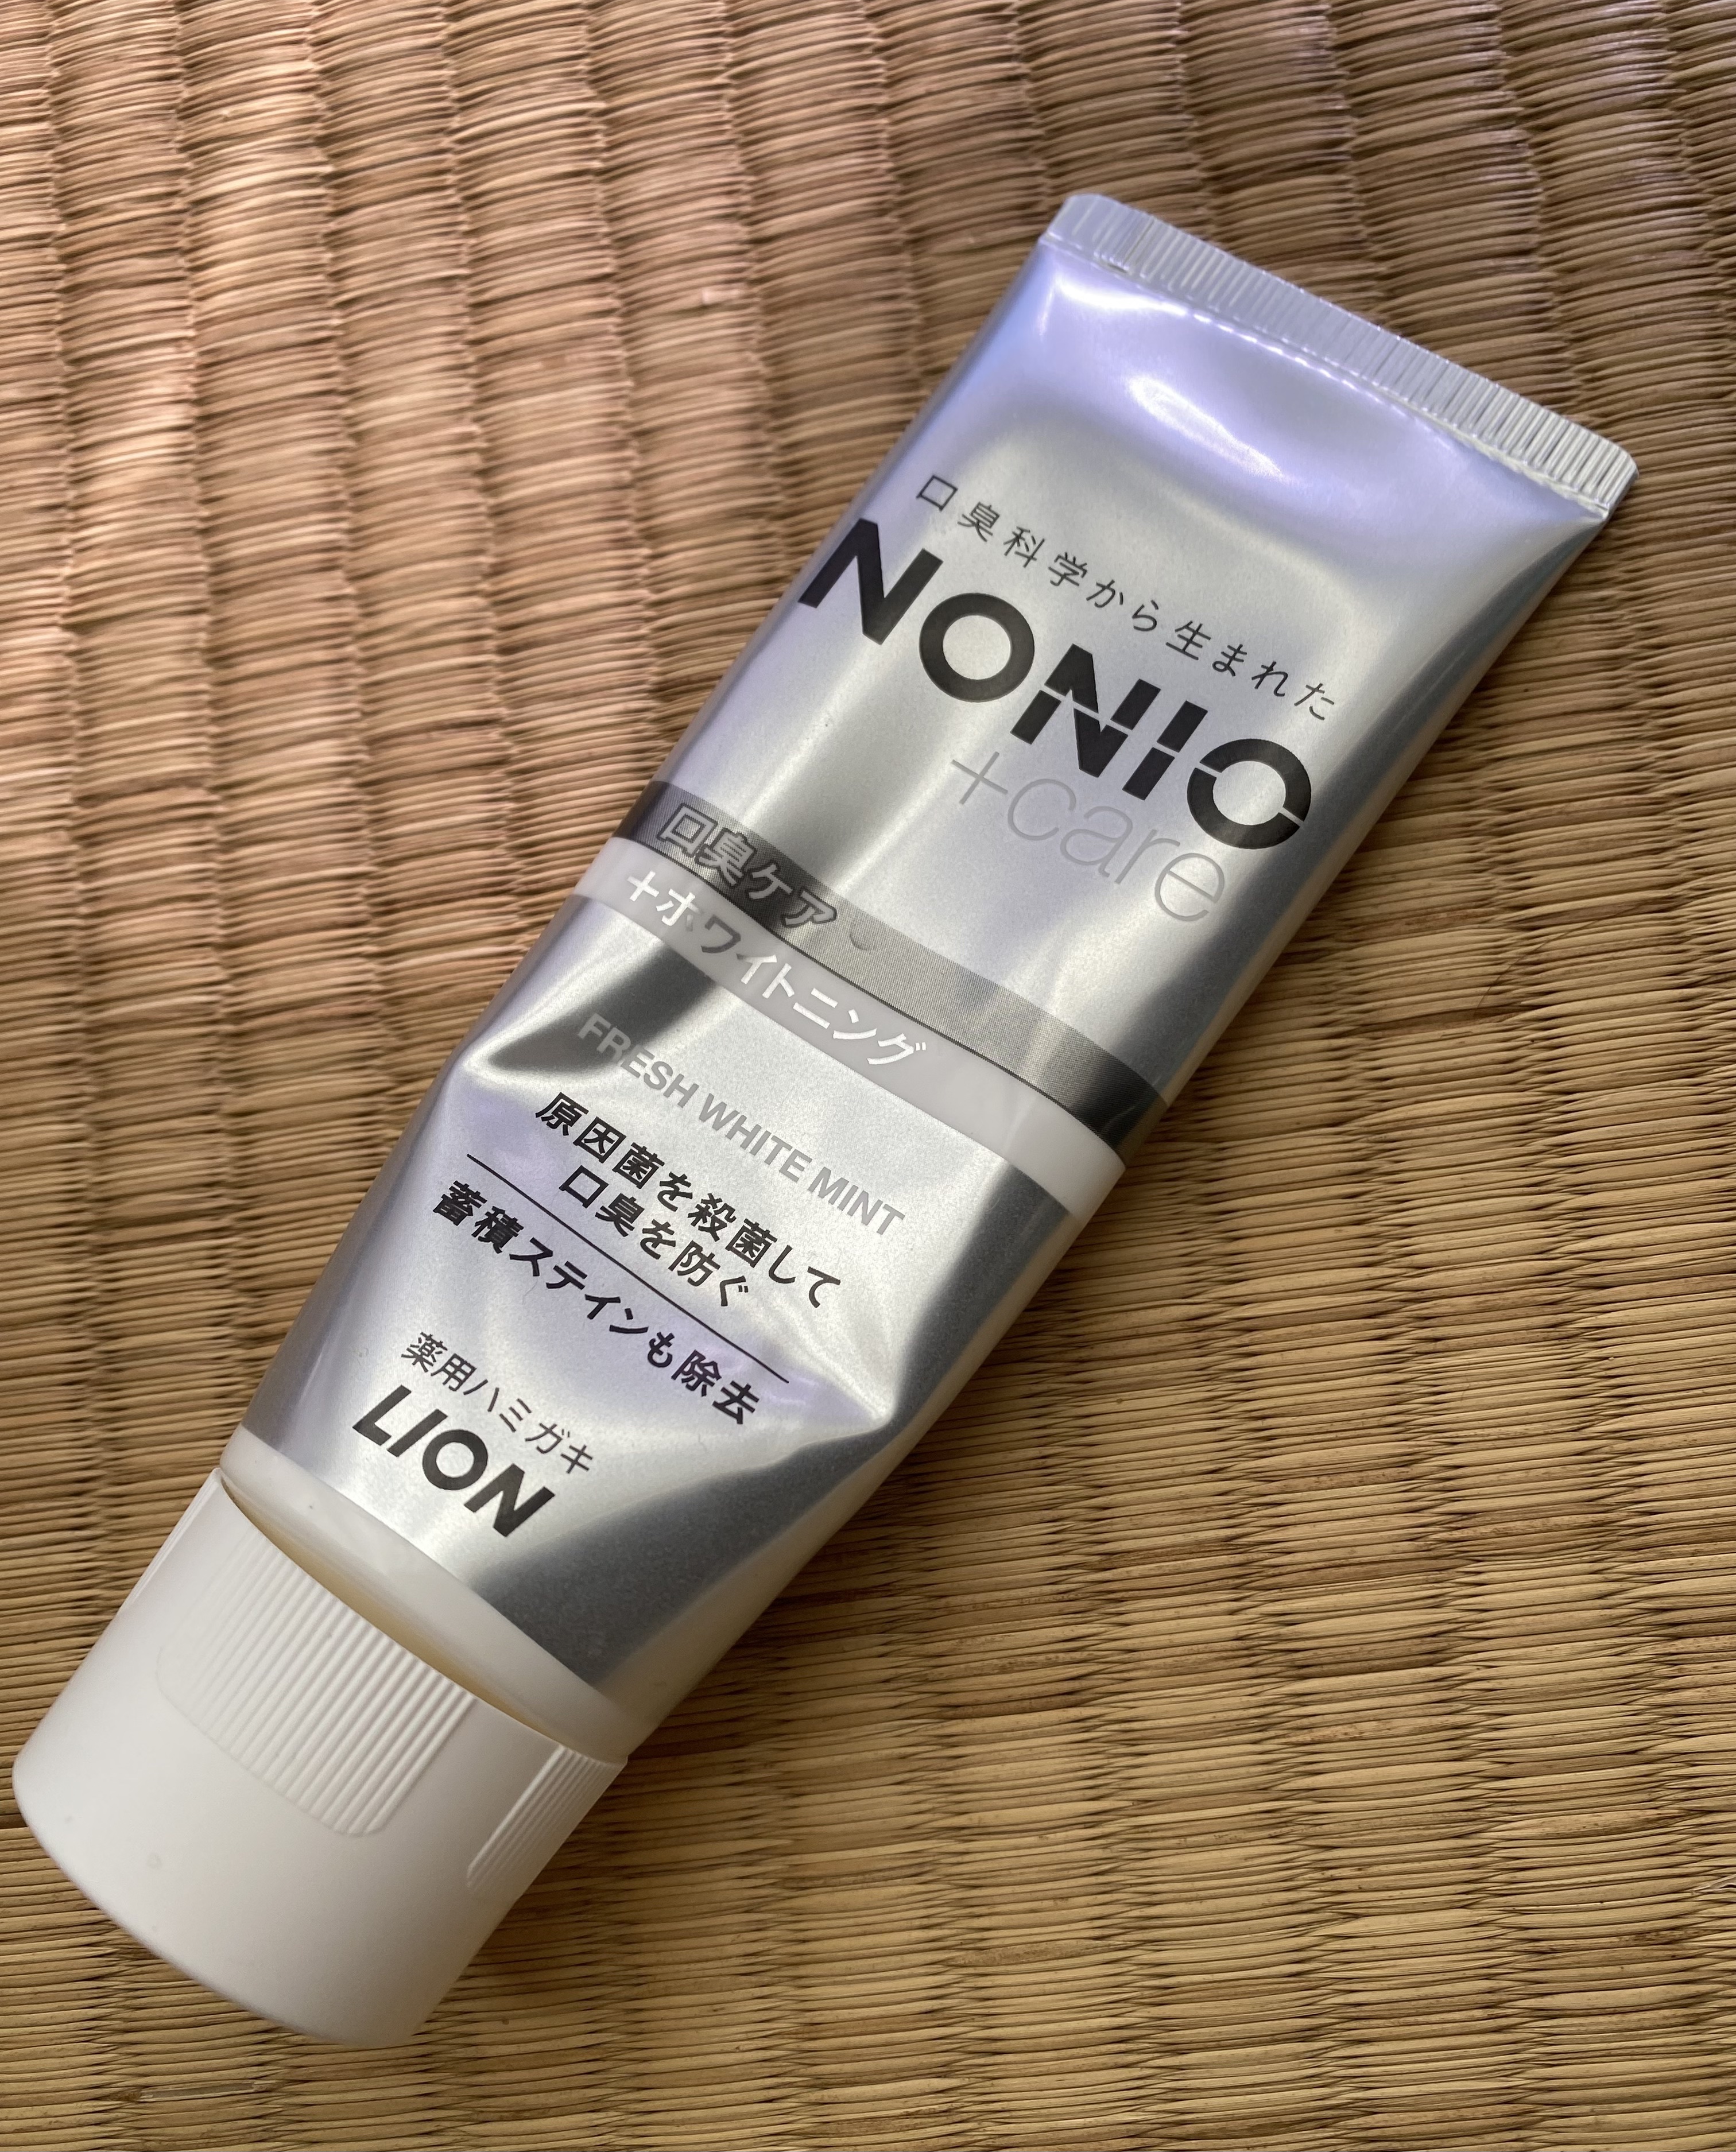 口臭科学から生まれた
NONIO
+care
口臭ケア
+ホワイトニング
FRESH WHITE MINT
原因菌を殺菌して
口臭を防ぐ
蓄積ステインも除去
薬用ハミガキ
LION